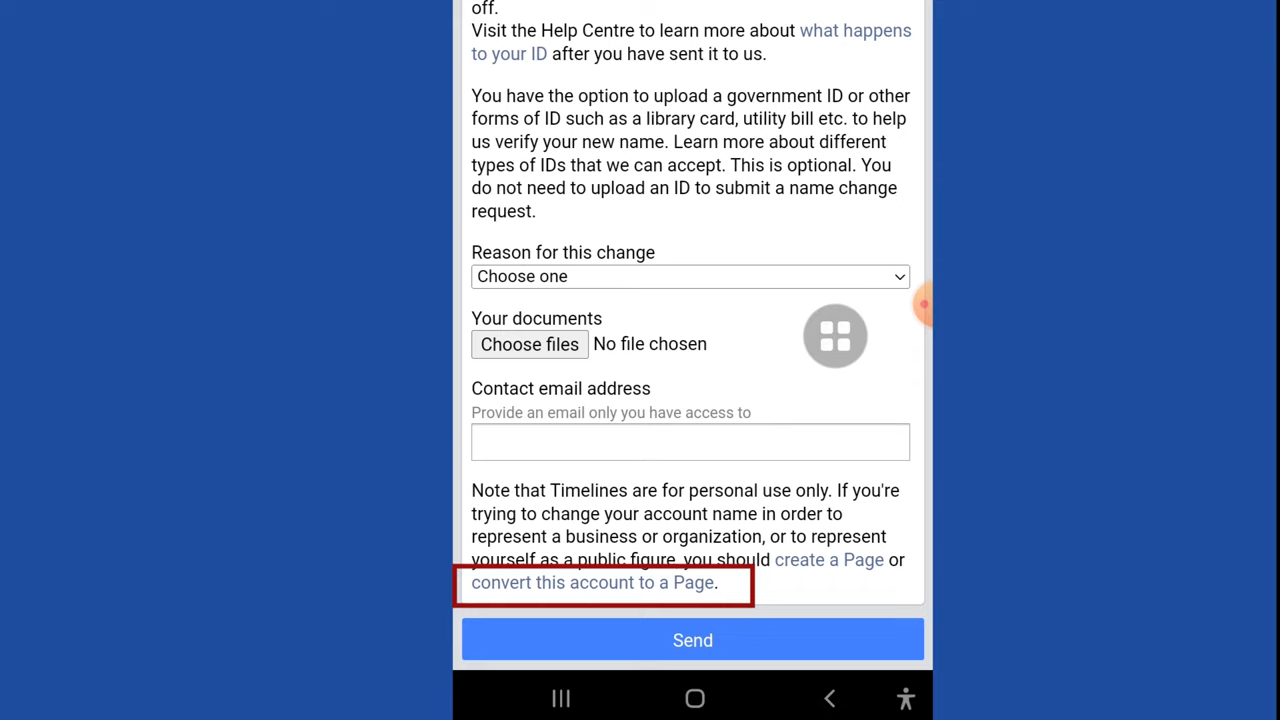 off.
Visit the Help Centre to learn more about what happens
to your ID after you have sent it to us.
You have the option to upload a government ID or other
forms of ID such as a library card, utility bill etc. to help
us verify your new name. Learn more about different
types of IDs that we can accept. This is optional. You
do not need to upload an ID to submit a name change
request.
Reason for this change
Choose one
Your documents
Choose files No file chosen
Contact email address
Provide an email only you have access to
Note that Timelines are for personal use only. If you're
trying to change your account name in order to
represent a business or organization, or to represent
yourself as a public figure, you should create a Page or
convert this account to a Page.
Send